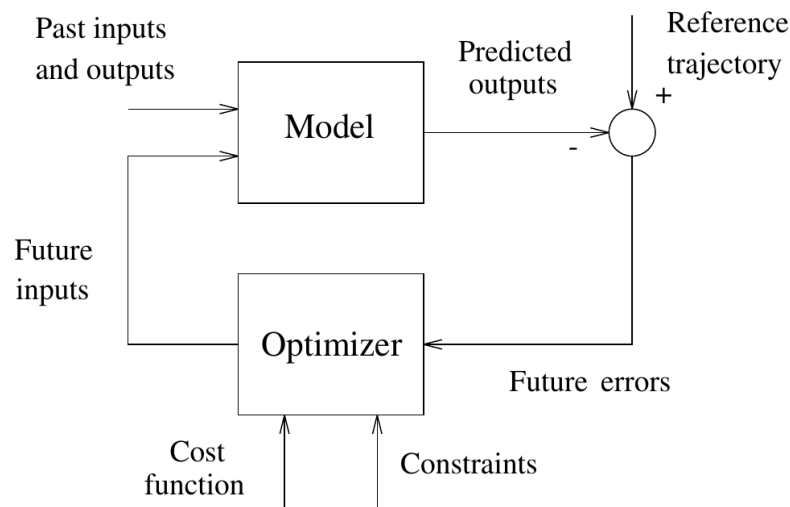 Past inputs
and outputs
Model
Predicted
outputs
Reference
trajectory
+
-
Future
inputs
Optimizer
Future errors
Cost
function
Constraints